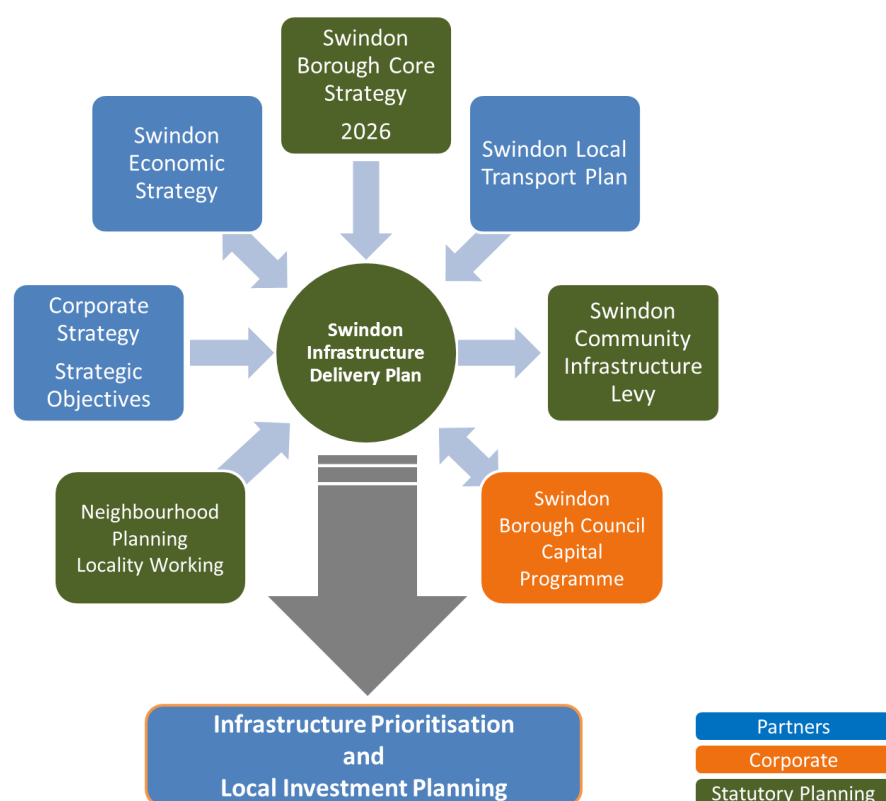 Swindon
Borough Core
Strategy
2026
Swindon
Economic
Strategy
Swindon Local
Transport Plan
Corporate
Strategy
Strategic
Objectives
Swindon
Infrastructure
Delivery Plan
Swindon
Community
Infrastructure
Levy
Neighbourhood
Planning
Locality Working
Swindon
Borough Council
Capital
Programme
Infrastructure Prioritisation
and
Local Investment Planning
Partners
Corporate
Statutory Planning